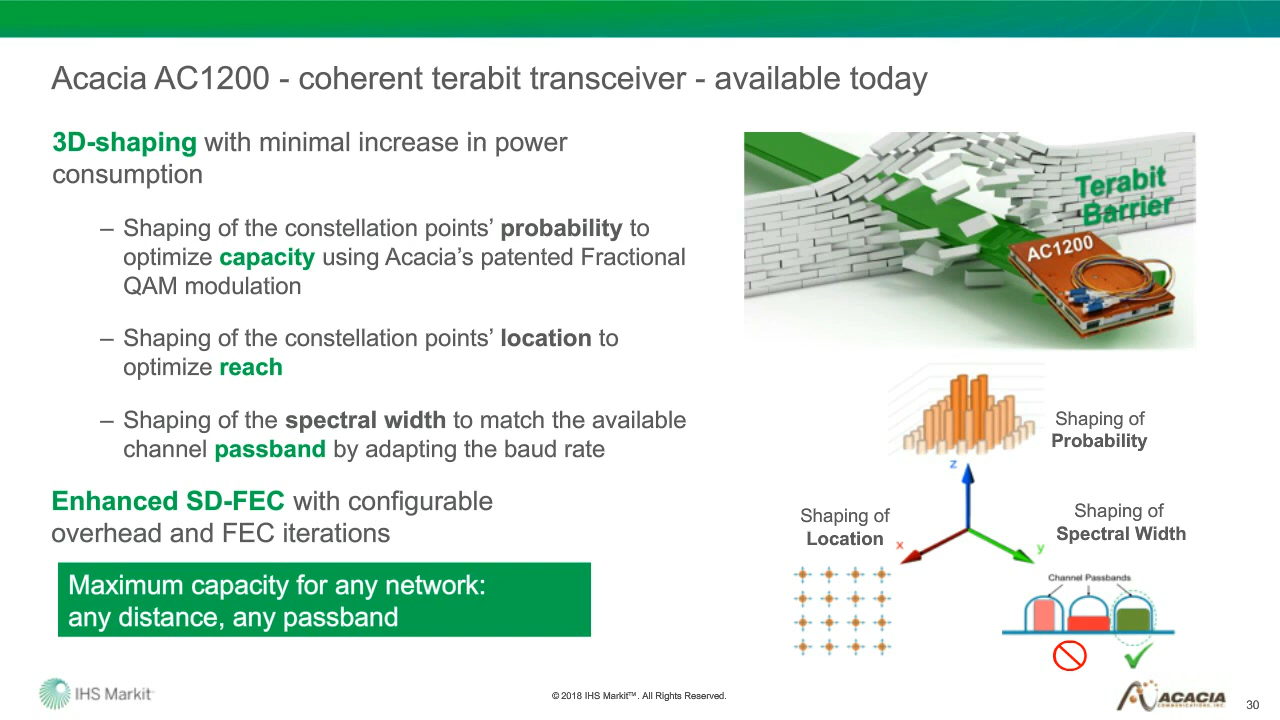 Acacia AC1200 - coherent terabit transceiver - available today
3D-shaping with minimal increase in power
consumption
– Shaping of the constellation points’ probability to
optimize capacity using Acacia’s patented Fractional
QAM modulation
– Shaping of the constellation points’ location to
optimize reach
– Shaping of the spectral width to match the available
channel passband by adapting the baud rate
Enhanced SD-FEC with configurable
overhead and FEC iterations
Maximum capacity for any network:
any distance, any passband
Terabit
Barrier
AC1200
Shaping of
Probability
z
Shaping of
Location
x
y
Shaping of
Spectral Width
Channel Passbands
IHS Markit™
© 2018 IHS Markit™. All Rights Reserved.
ACACIA
COMMUNICATIONS, INC.
30